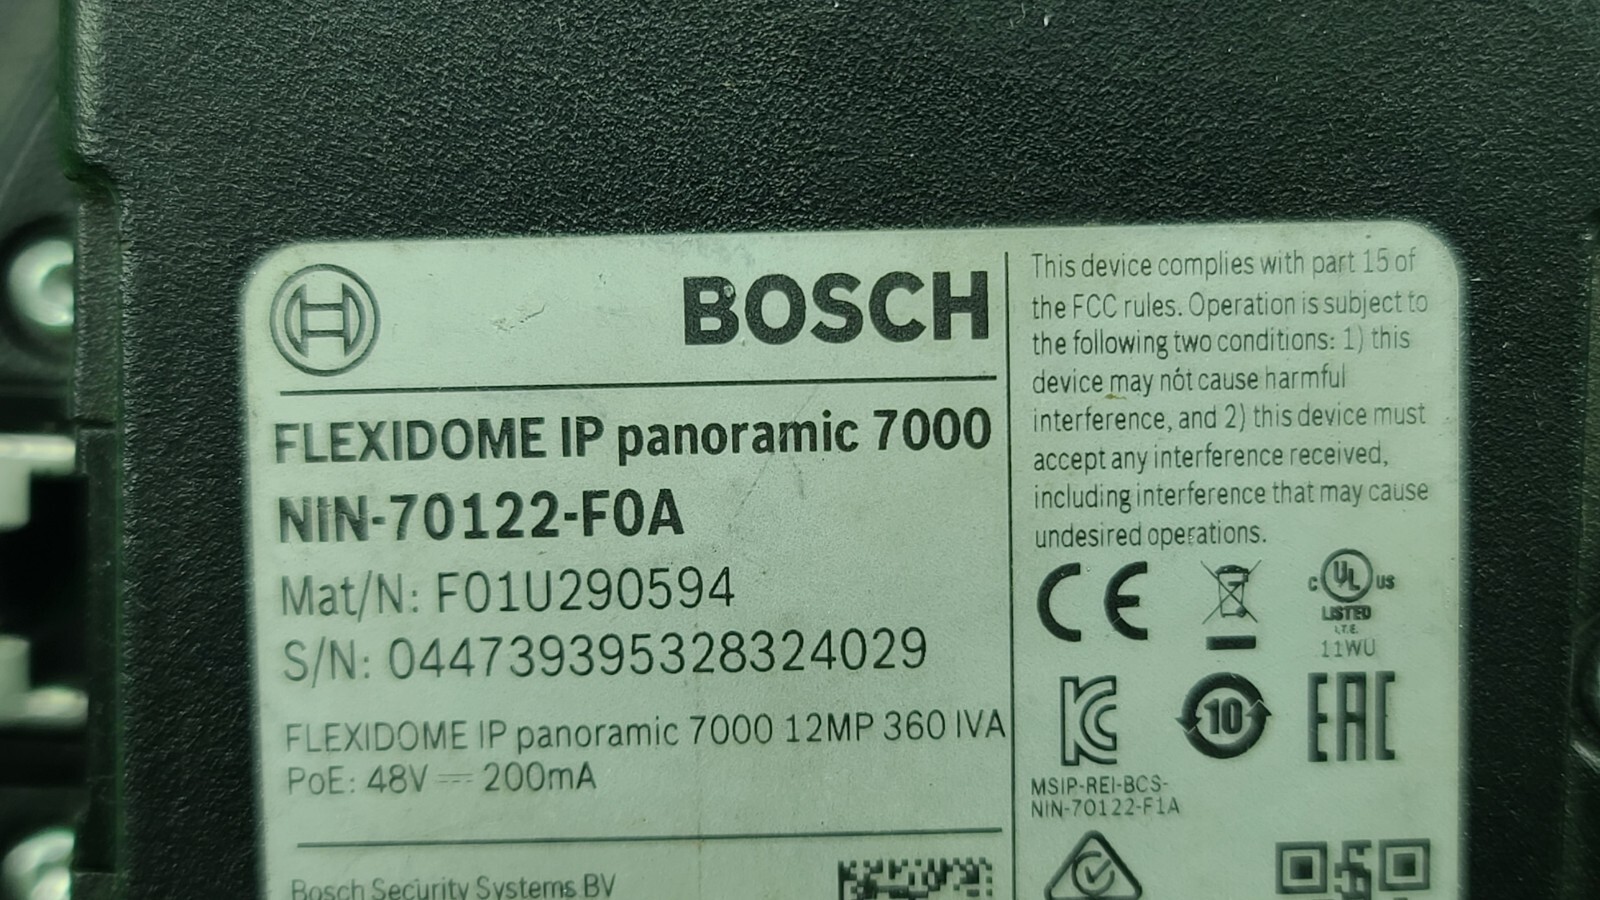 BOSCH
FLEXIDOME IP panoramic 7000
NIN-70122-F0A
Mat/N: F01U290594
S/N: 044739395328324029
FLEXIDOME IP panoramic 7000 12MP 360 IVA
PoE: 48V ⎓ 200mA
Bosch Security Systems BV
This device complies with part 15 of
the FCC rules. Operation is subject to
the following two conditions: 1) this
device may not cause harmful
interference, and 2) this device must
accept any interference received,
including interference that may cause
undesired operations.
CE
C UL US
LISTED
I.T.E.
11WU
10
EAC
MSIP-REI-BCS-
NIN-70122-F1A